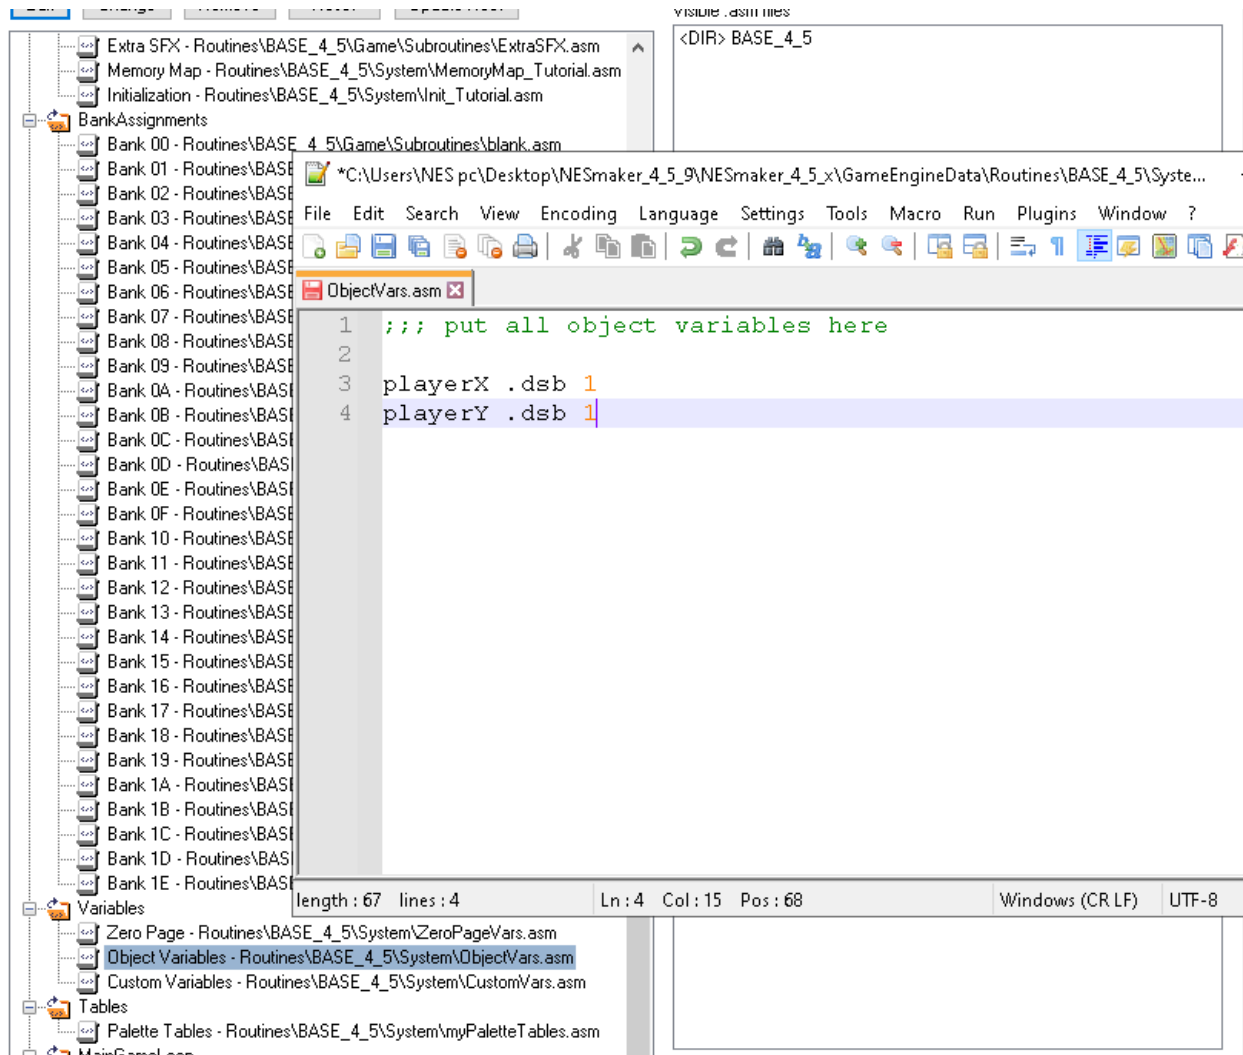 Visible .asm files
Extra SFX - Routines\BASE_4_5\Game\Subroutines\ExtraSFX.asm
Memory Map - Routines\BASE_4_5\System\MemoryMap_Tutorial.asm
Initialization - Routines\BASE_4_5\System\Init_Tutorial.asm
BankAssignments
Bank 00 - Routines\BASE_4_5\Game\Subroutines\blank.asm
Bank 01 - Routines\BASE
Bank 02 - Routines\BASE
Bank 03 - Routines\BASE
Bank 04 - Routines\BASE
Bank 05 - Routines\BASE
Bank 06 - Routines\BASE
Bank 07 - Routines\BASE
Bank 08 - Routines\BASE
Bank 09 - Routines\BASE
Bank 0A - Routines\BASE
Bank 0B - Routines\BASE
Bank 0C - Routines\BASE
Bank 0D - Routines\BAS
Bank 0E - Routines\BASE
Bank 0F - Routines\BASE
Bank 10 - Routines\BASE
Bank 11 - Routines\BASE
Bank 12 - Routines\BASE
Bank 13 - Routines\BASE
Bank 14 - Routines\BASE
Bank 15 - Routines\BASE
Bank 16 - Routines\BASE
Bank 17 - Routines\BASE
Bank 18 - Routines\BASE
Bank 19 - Routines\BASE
Bank 1A - Routines\BASE
Bank 1B - Routines\BASE
Bank 1C - Routines\BASE
Bank 1D - Routines\BAS
Bank 1E - Routines\BASE
Variables
Zero Page - Routines\BASE_4_5\System\ZeroPageVars.asm
Object Variables - Routines\BASE_4_5\System\ObjectVars.asm
Custom Variables - Routines\BASE_4_5\System\CustomVars.asm
Tables
Palette Tables - Routines\BASE_4_5\System\myPaletteTables.asm
MainGameLoop
<DIR> BASE_4_5
*C:\Users\NES pc\Desktop\NESmaker_4_5_9\NESmaker_4_5_x\GameEngineData\Routines\BASE_4_5\Syste...
File Edit Search View Encoding Language Settings Tools Macro Run Plugins Window ?
ObjectVars.asm
1 ;;; put all object variables here
2
3 playerX .dsb 1
4 playerY .dsb 1
length : 67 lines : 4 Ln : 4 Col : 15 Pos : 68 Windows (CR LF) UTF-8